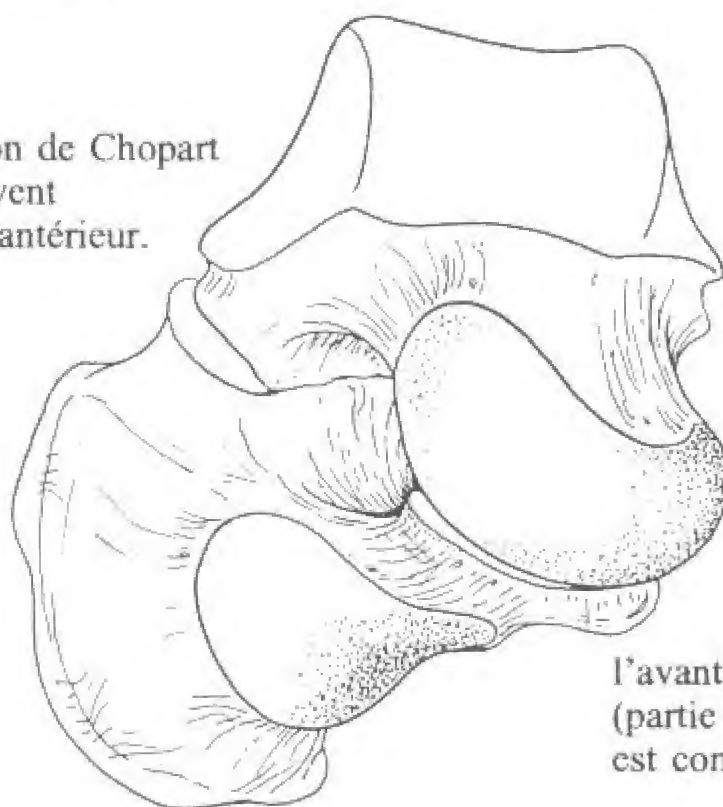 on de Chopart
vent
antérieur.
l'avant
(partie
est con